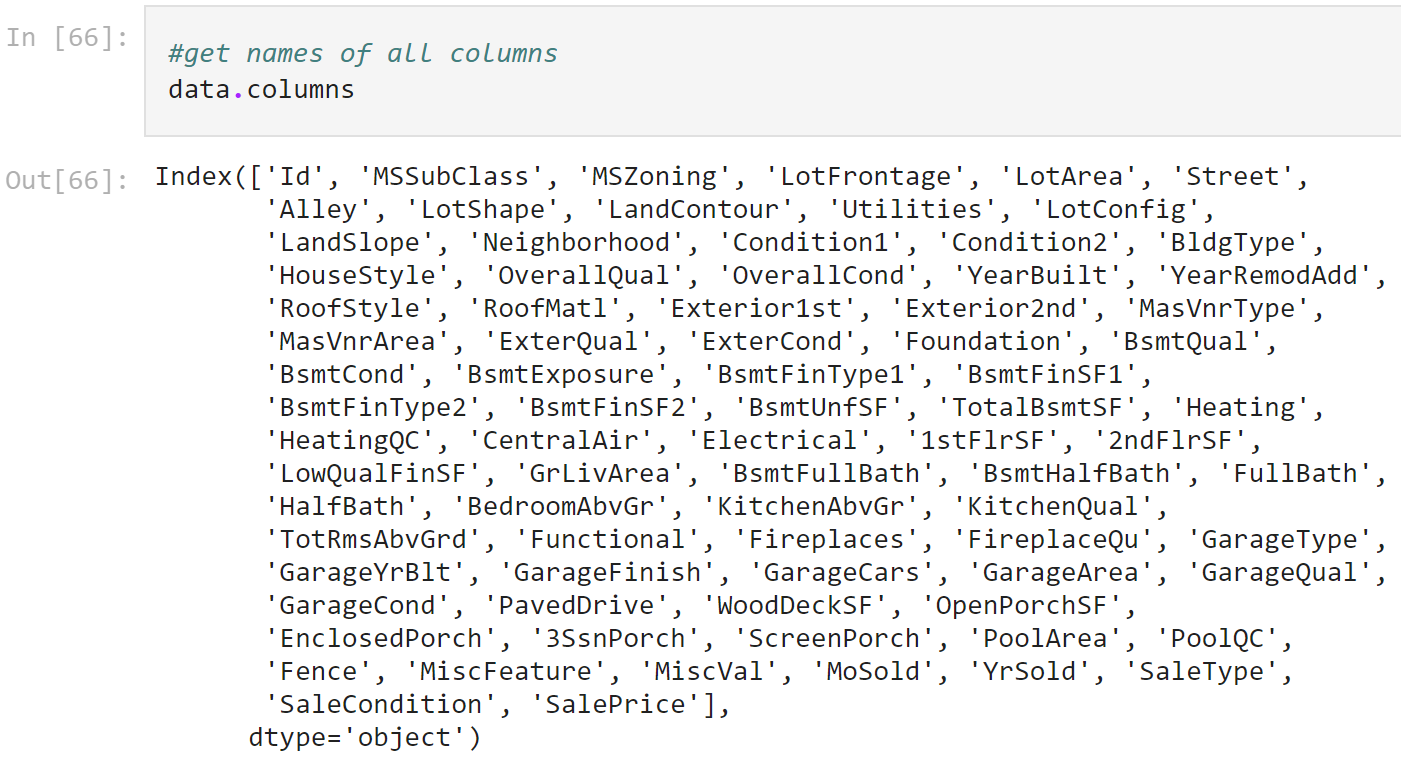 In [66]:
#get names of all columns
data.columns
Out[66]:
Index(['Id', 'MSSubClass', 'MSZoning', 'LotFrontage', 'LotArea', 'Street',
'Alley', 'LotShape', 'LandContour', 'Utilities', 'LotConfig',
'LandSlope', 'Neighborhood', 'Condition1', 'Condition2', 'BldgType',
'HouseStyle', 'OverallQual', 'OverallCond', 'YearBuilt', 'YearRemodAdd',
'RoofStyle', 'RoofMatl', 'Exterior1st', 'Exterior2nd', 'MasVnrType',
'MasVnrArea', 'ExterQual', 'ExterCond', 'Foundation', 'BsmtQual',
'BsmtCond', 'BsmtExposure', 'BsmtFinType1', 'BsmtFinSF1',
'BsmtFinType2', 'BsmtFinSF2', 'BsmtUnfSF', 'TotalBsmtSF', 'Heating',
'HeatingQC', 'CentralAir', 'Electrical', '1stFlrSF', '2ndFlrSF',
'LowQualFinSF', 'GrLivArea', 'BsmtFullBath', 'BsmtHalfBath', 'FullBath',
'HalfBath', 'BedroomAbvGr', 'KitchenAbvGr', 'KitchenQual',
'TotRmsAbvGrd', 'Functional', 'Fireplaces', 'FireplaceQu', 'GarageType',
'GarageYrBlt', 'GarageFinish', 'GarageCars', 'GarageArea', 'GarageQual',
'GarageCond', 'PavedDrive', 'WoodDeckSF', 'OpenPorchSF',
'EnclosedPorch', '3SsnPorch', 'ScreenPorch', 'PoolArea', 'PoolQC',
'Fence', 'MiscFeature', 'MiscVal', 'MoSold', 'YrSold', 'SaleType',
'SaleCondition', 'SalePrice'],
dtype='object')